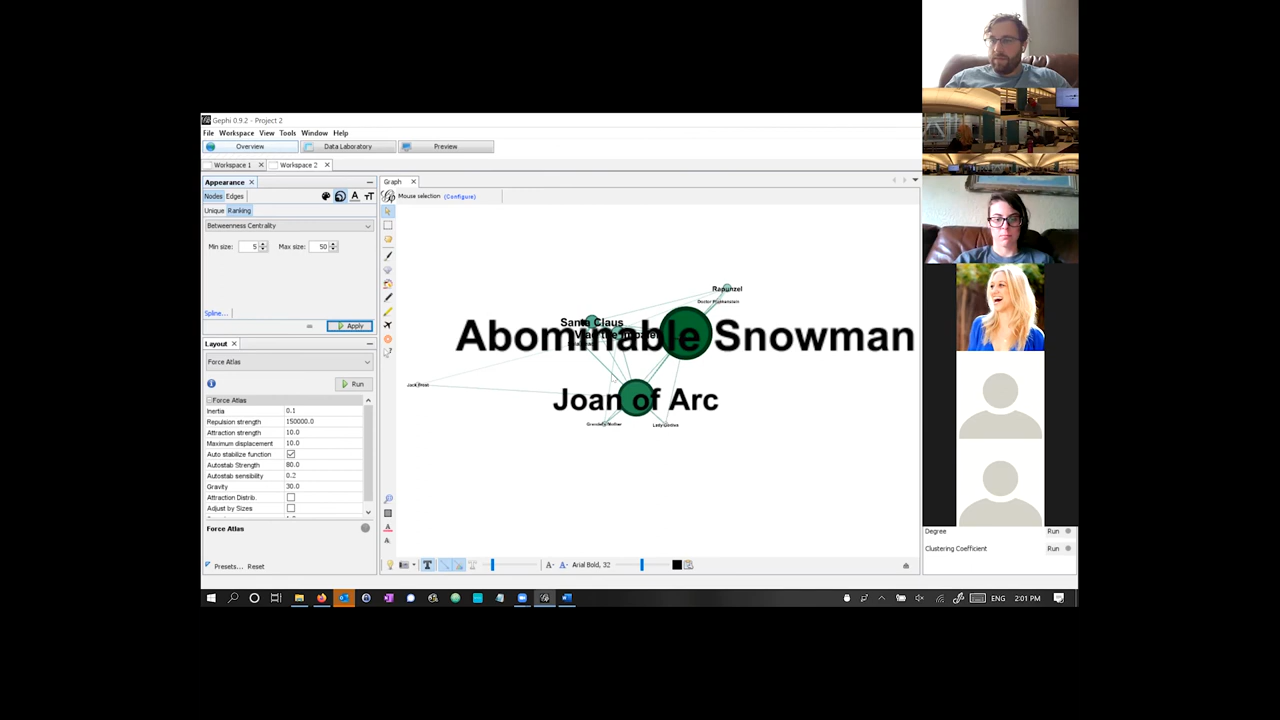 Gephi 0.9.2 - Project 2
File Workspace View Tools Window Help
Overview Data Laboratory Preview
Workspace 1 Workspace 2
Appearance
Graph
Nodes Edges
Mouse selection (Configure)
Unique Ranking
Betweenness Centrality
Min size: 5 Max size: 50
Spline...
Apply
Layout
Force Atlas
Run
Force Atlas
Inertia 0.1
Repulsion strength 150000.0
Attraction strength 10.0
Maximum displacement 10.0
Auto stabilize function
Autostab Strength 80.0
Autostab sensibility 0.2
Gravity 30.0
Attraction Distrib.
Adjust by Sizes
Force Atlas
Presets... Reset
Rapunzel
Santa Claus
Abominable Snowman
Jack Frost
Joan of Arc
Grendel's Mother
Lady Godiva
Arial Bold, 32
Degree Run
Clustering Coefficient Run
ENG 2:01 PM